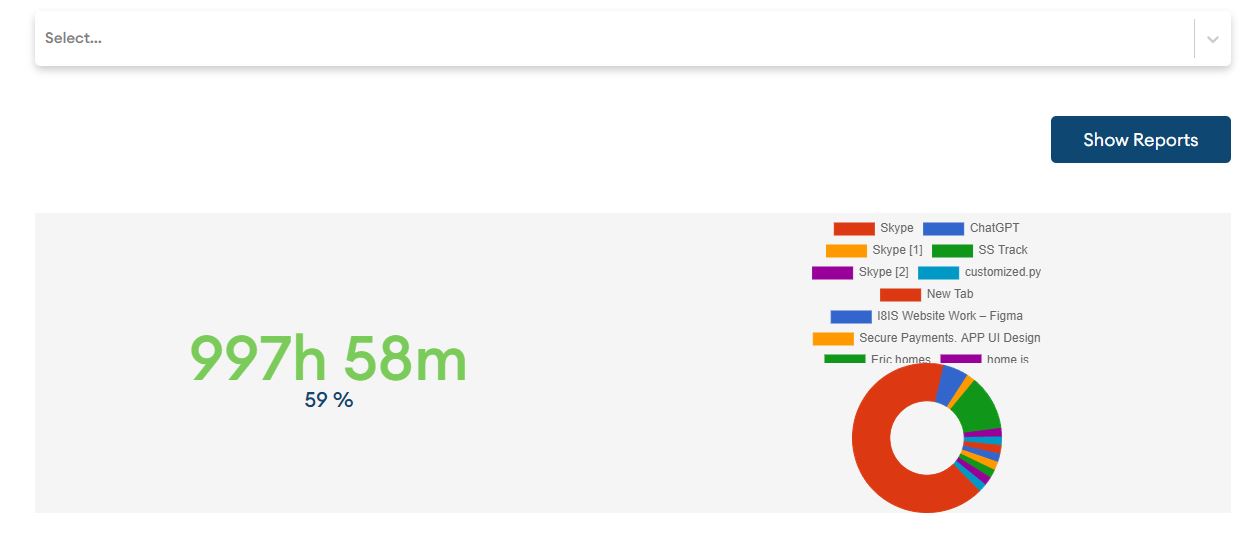 Select...
Show Reports
997h 58m
59 %
Skype ChatGPT
Skype [1] SS Track
Skype [2] customized.py
New Tab
I8IS Website Work – Figma
Secure Payments. APP UI Design
Eric homes home.js